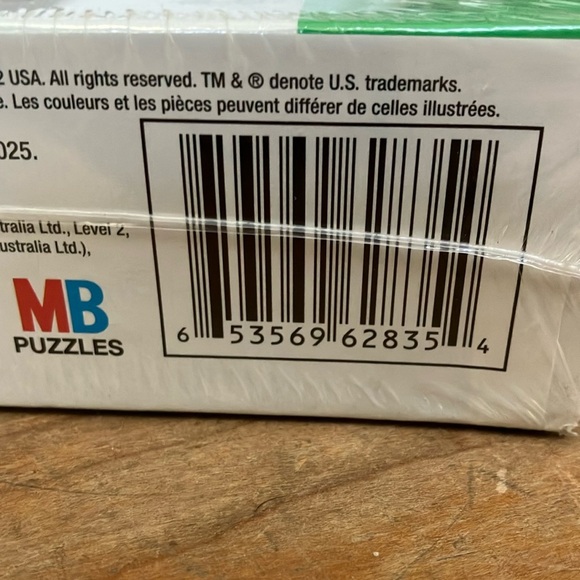 2 USA. All rights reserved. TM & ® denote U.S. trademarks.
e. Les couleurs et les pièces peuvent différer de celles illustrées.
025.
tralia Ltd., Level 2,
ustralia Ltd.),
MB
PUZZLES
6 53569 62835 4